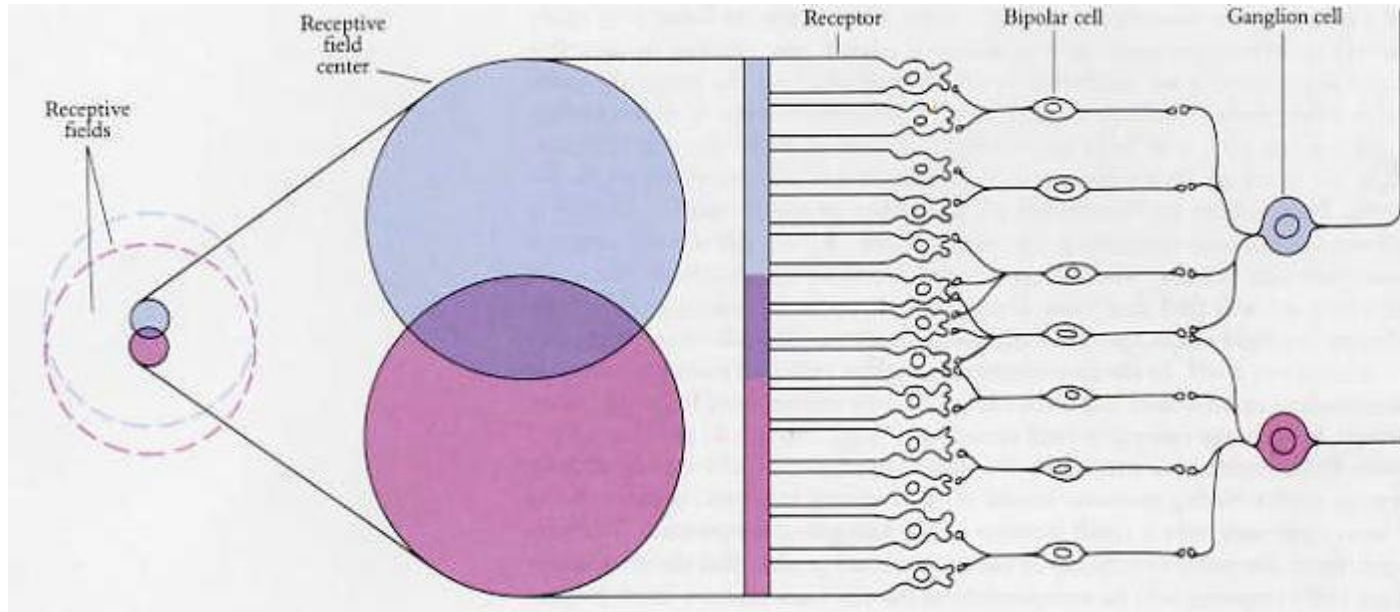 Receptive
field
center
Receptor
Bipolar cell
Ganglion cell
Receptive
fields